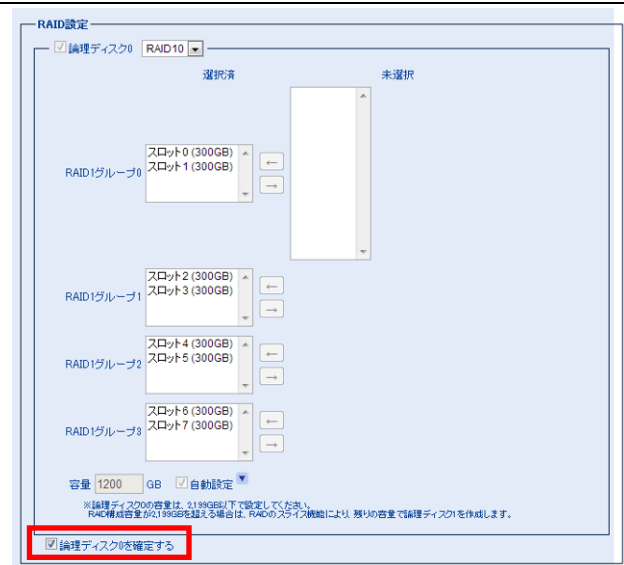 RAID設定
論理ディスク0 RAID10
選択済 未選択
RAID1グループ0
スロット0 (300GB)
スロット1 (300GB)
←
→
RAID1グループ1
スロット2 (300GB)
スロット3 (300GB)
←
→
RAID1グループ2
スロット4 (300GB)
スロット5 (300GB)
←
→
RAID1グループ3
スロット6 (300GB)
スロット7 (300GB)
←
→
容量 1200 GB 自動設定
※論理ディスク0の容量は、2,199GB以下で設定してください。
RAID構成容量が2,199GBを超える場合は、RAIDのスライス機能により、残りの容量で論理ディスク1を作成します。
論理ディスク0を確定する